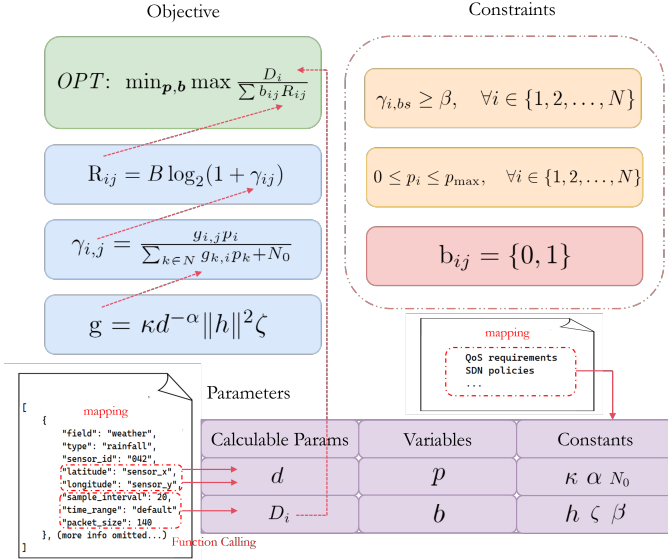 Objective
OPT: min_{p,b} max D_i / ∑ b_{ij} R_{ij}
R_{ij} = B log_2(1 + γ_{ij})
γ_{i,j} = g_{i,j} p_i / ∑_{k∈N} g_{k,i} p_k + N_0
g = κd^{-α}‖h‖^2 ζ
Constraints
γ_{i,bs} ≥ β, ∀i ∈ {1, 2, . . . , N}
0 ≤ p_i ≤ p_{max}, ∀i ∈ {1, 2, . . . , N}
b_{ij} = {0, 1}
mapping
QoS requirements
SDN policies
...
mapping
[
{
"field": "weather",
"type": "rainfall",
"sensor_id": "042",
"latitude": "sensor_x",
"longitude": "sensor_y",
"sample_interval": 20,
"time_range": "default"
"packet_size": 140
}, (more info omitted...)
]
Function Calling
Parameters
Calculable Params Variables Constants
d p κ α N_0
D_i b h ζ β